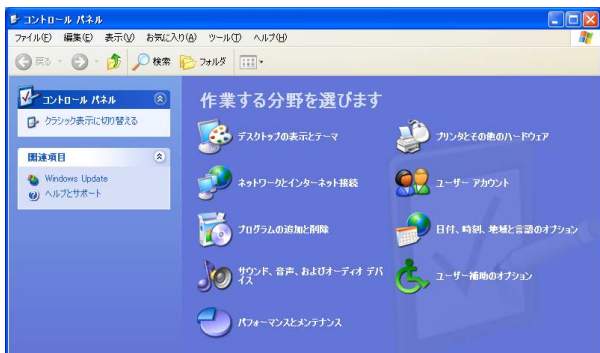 コントロール パネル
ファイル(F) 編集(E) 表示(V) お気に入り(A) ツール(T) ヘルプ(H)
戻る 検索 フォルダ
コントロール パネル
クラシック表示に切り替える
関連項目
Windows Update
ヘルプとサポート
作業する分野を選びます
デスクトップの表示とテーマ
プリンタとその他のハードウェア
ネットワークとインターネット接続
ユーザー アカウント
プログラムの追加と削除
日付、時刻、地域と言語のオプション
サウンド、音声、およびオーディオ デバ
イス
ユーザー補助のオプション
パフォーマンスとメンテナンス